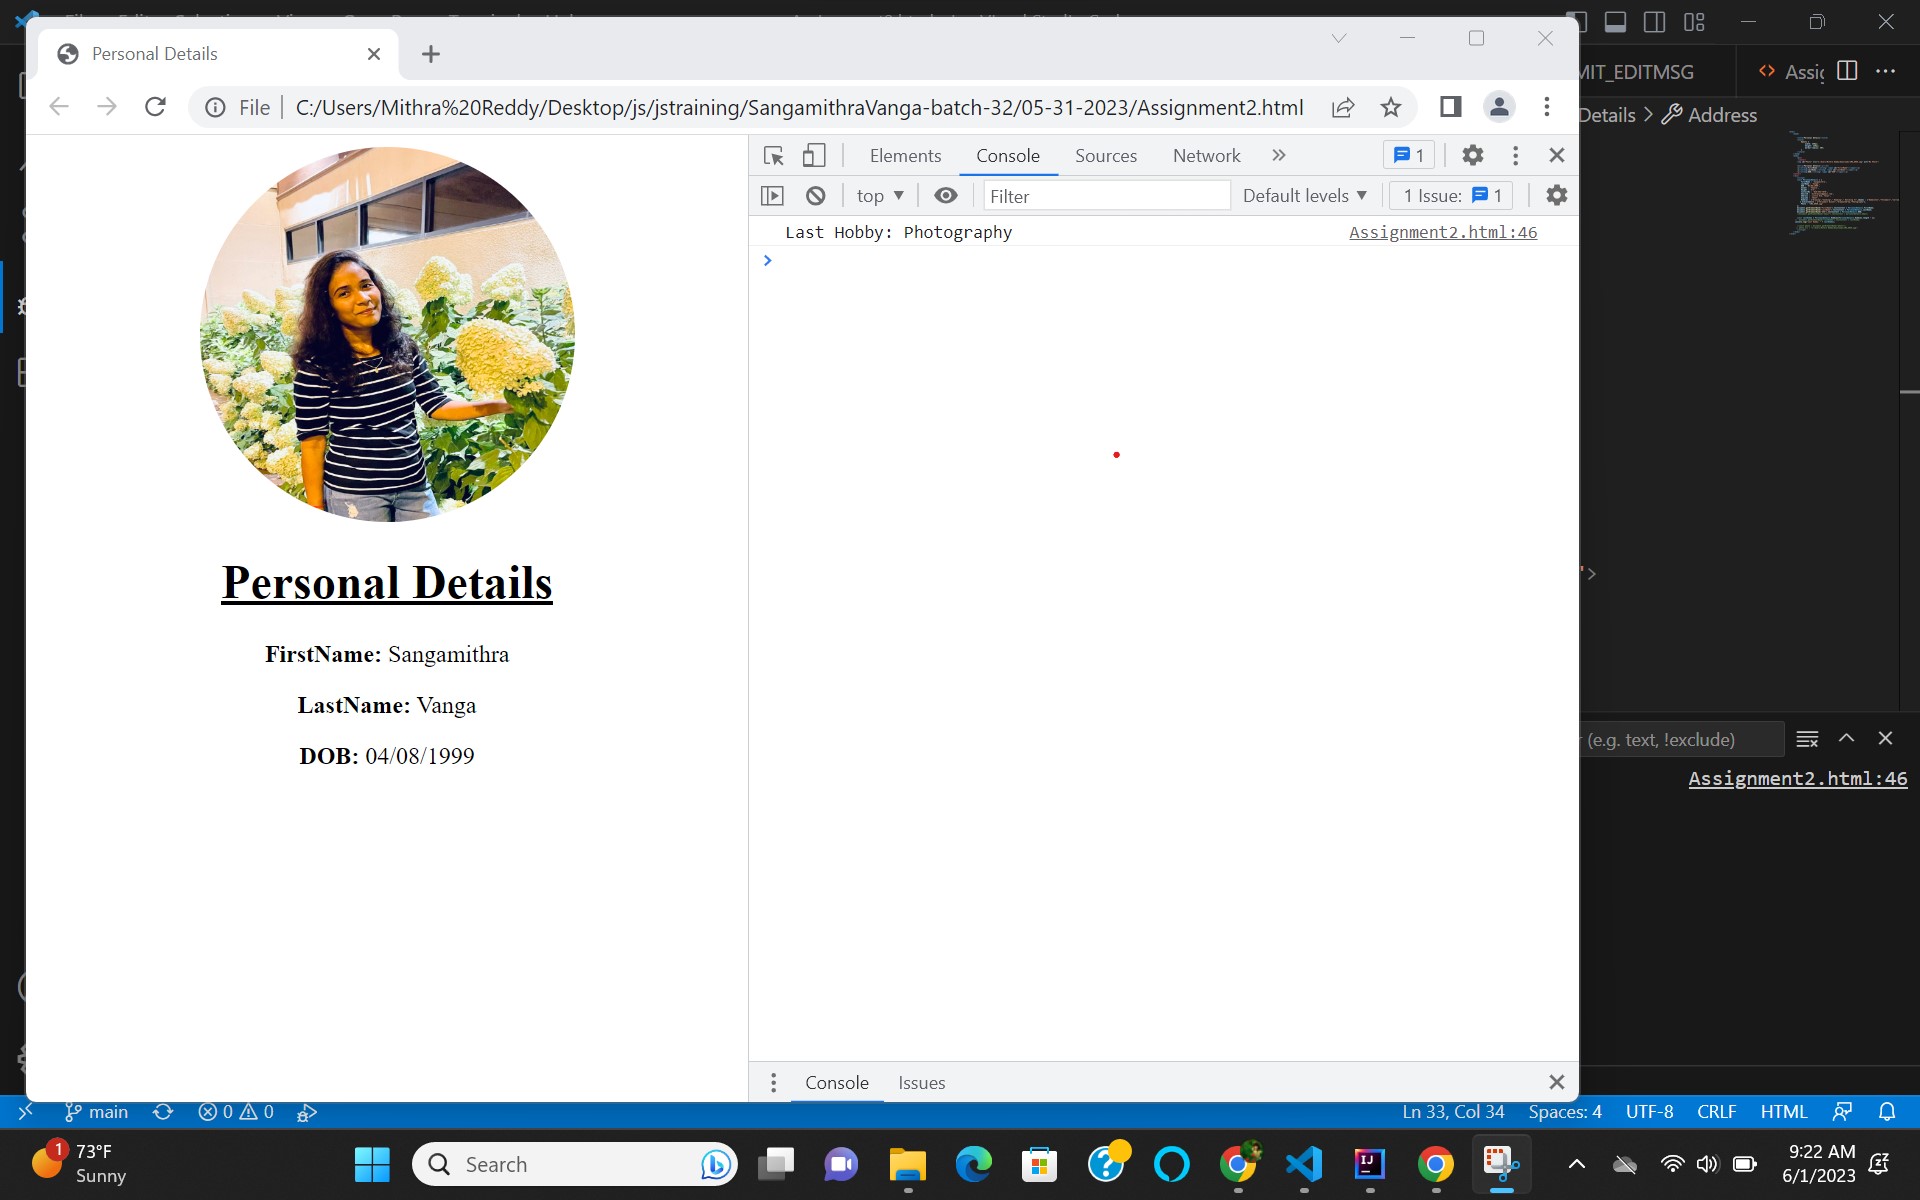 Personal Details
File
C:/Users/Mithra%20Reddy/Desktop/js/jstraining/SangamithraVanga-batch-32/05-31-2023/Assignment2.html
MIT_EDITMSG
Assig
Details
Address
Elements
Console
Sources
Network
1
top
Filter
Default levels
1 Issue: 1
Last Hobby: Photography
Assignment2.html:46
Personal Details
FirstName: Sangamithra
LastName: Vanga
DOB: 04/08/1999
'>
r (e.g. text, !exclude)
Assignment2.html:46
Console
Issues
main
0
0
Ln 33, Col 34
Spaces: 4
UTF-8
CRLF
HTML
1
73°F
Sunny
Search
IJ
9:22 AM
6/1/2023